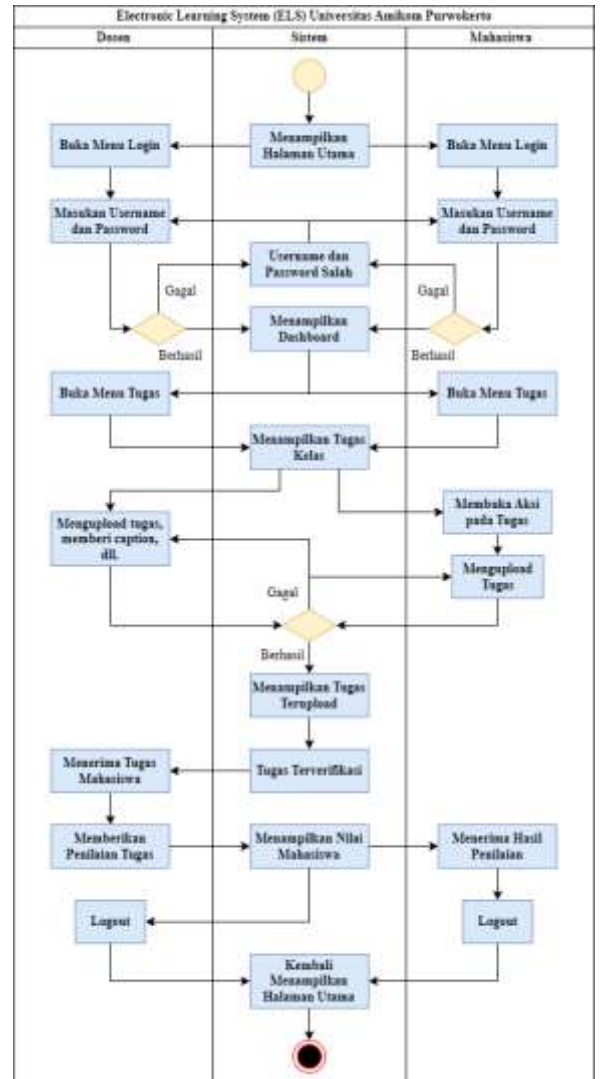 Electronic Learning System (ELS) Universitas Amikom Purwokerto
Dosen
Sistem
Mahasiswa
Buka Menu Login
Menampilkan
Halaman Utama
Buka Menu Login
Masukan Username
dan Password
Masukan Username
dan Password
Username dan
Password Salah
Gagal
Gagal
Menampilkan
Dashboard
Berhasil
Berhasil
Buka Menu Tugas
Buka Menu Tugas
Menampilkan Tugas
Kelas
Mengupload tugas,
memberi caption,
dll.
Membuka Aksi
pada Tugas
Mengupload
Tugas
Gagal
Berhasil
Menampilkan Tugas
Terupload
Menerima Tugas
Mahasiswa
Tugas Terverifikasi
Memberikan
Penilaian Tugas
Menampilkan Nilai
Mahasiswa
Menerima Hasil
Penilaian
Logout
Logout
Kembali
Menampilkan
Halaman Utama